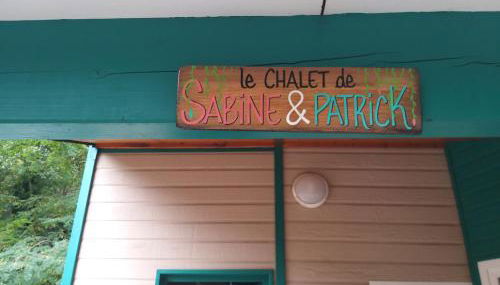 le CHALET de
SABINE & PATRICK